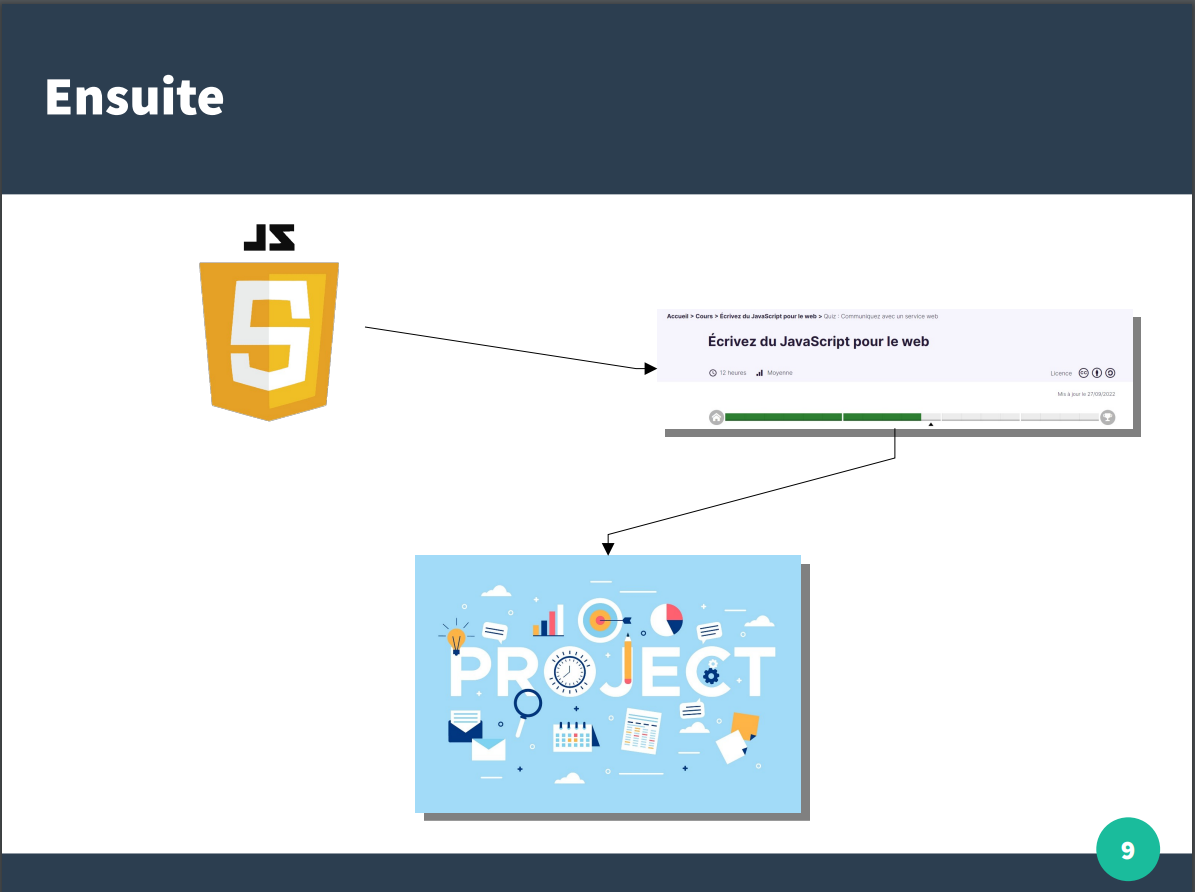 Ensuite
JS
Accueil > Cours > Écrivez du JavaScript pour le web > Quiz : Communiquez avec un service web
Écrivez du JavaScript pour le web
12 heures Moyenne
Licence
Mis à jour le 27/09/2022
PROJECT
9